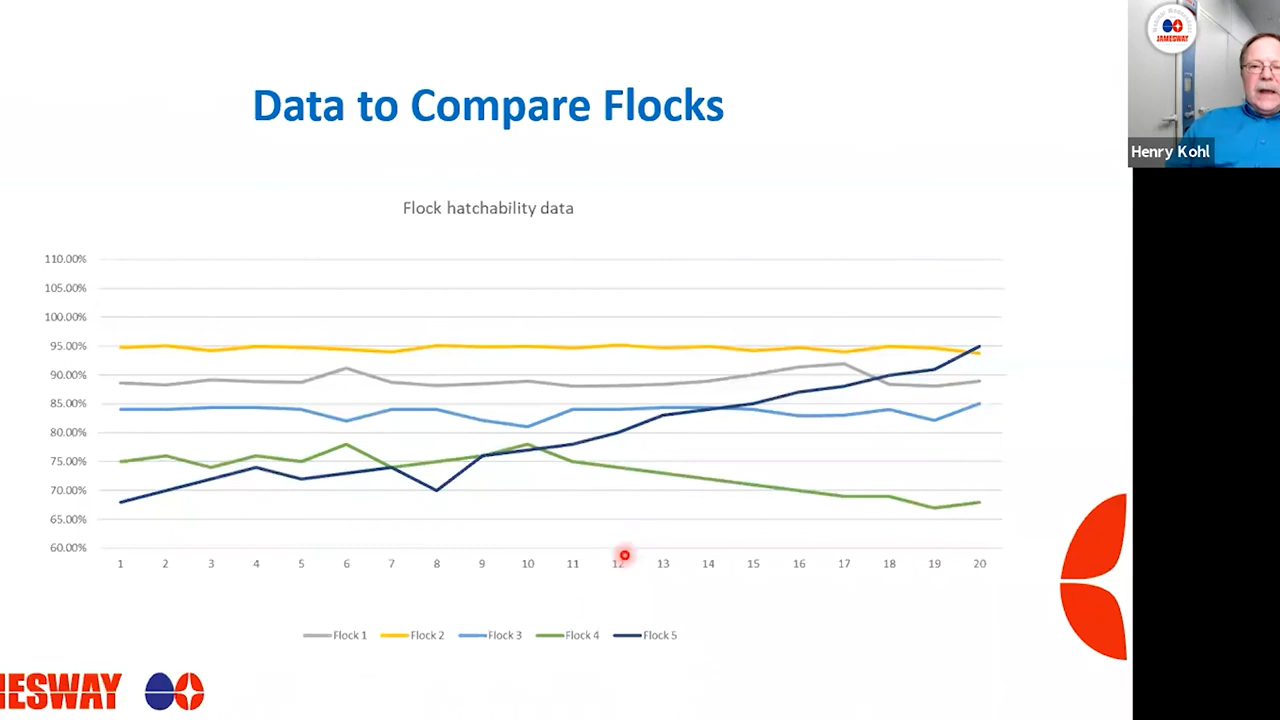 Data to Compare Flocks
JAMESWAY
Henry Kohl
Flock hatchability data
110.00%
105.00%
100.00%
95.00%
90.00%
85.00%
80.00%
75.00%
70.00%
65.00%
60.00%
1 2 3 4 5 6 7 8 9 10 11 12 13 14 15 16 17 18 19 20
Flock 1 Flock 2 Flock 3 Flock 4 Flock 5
MESWAY